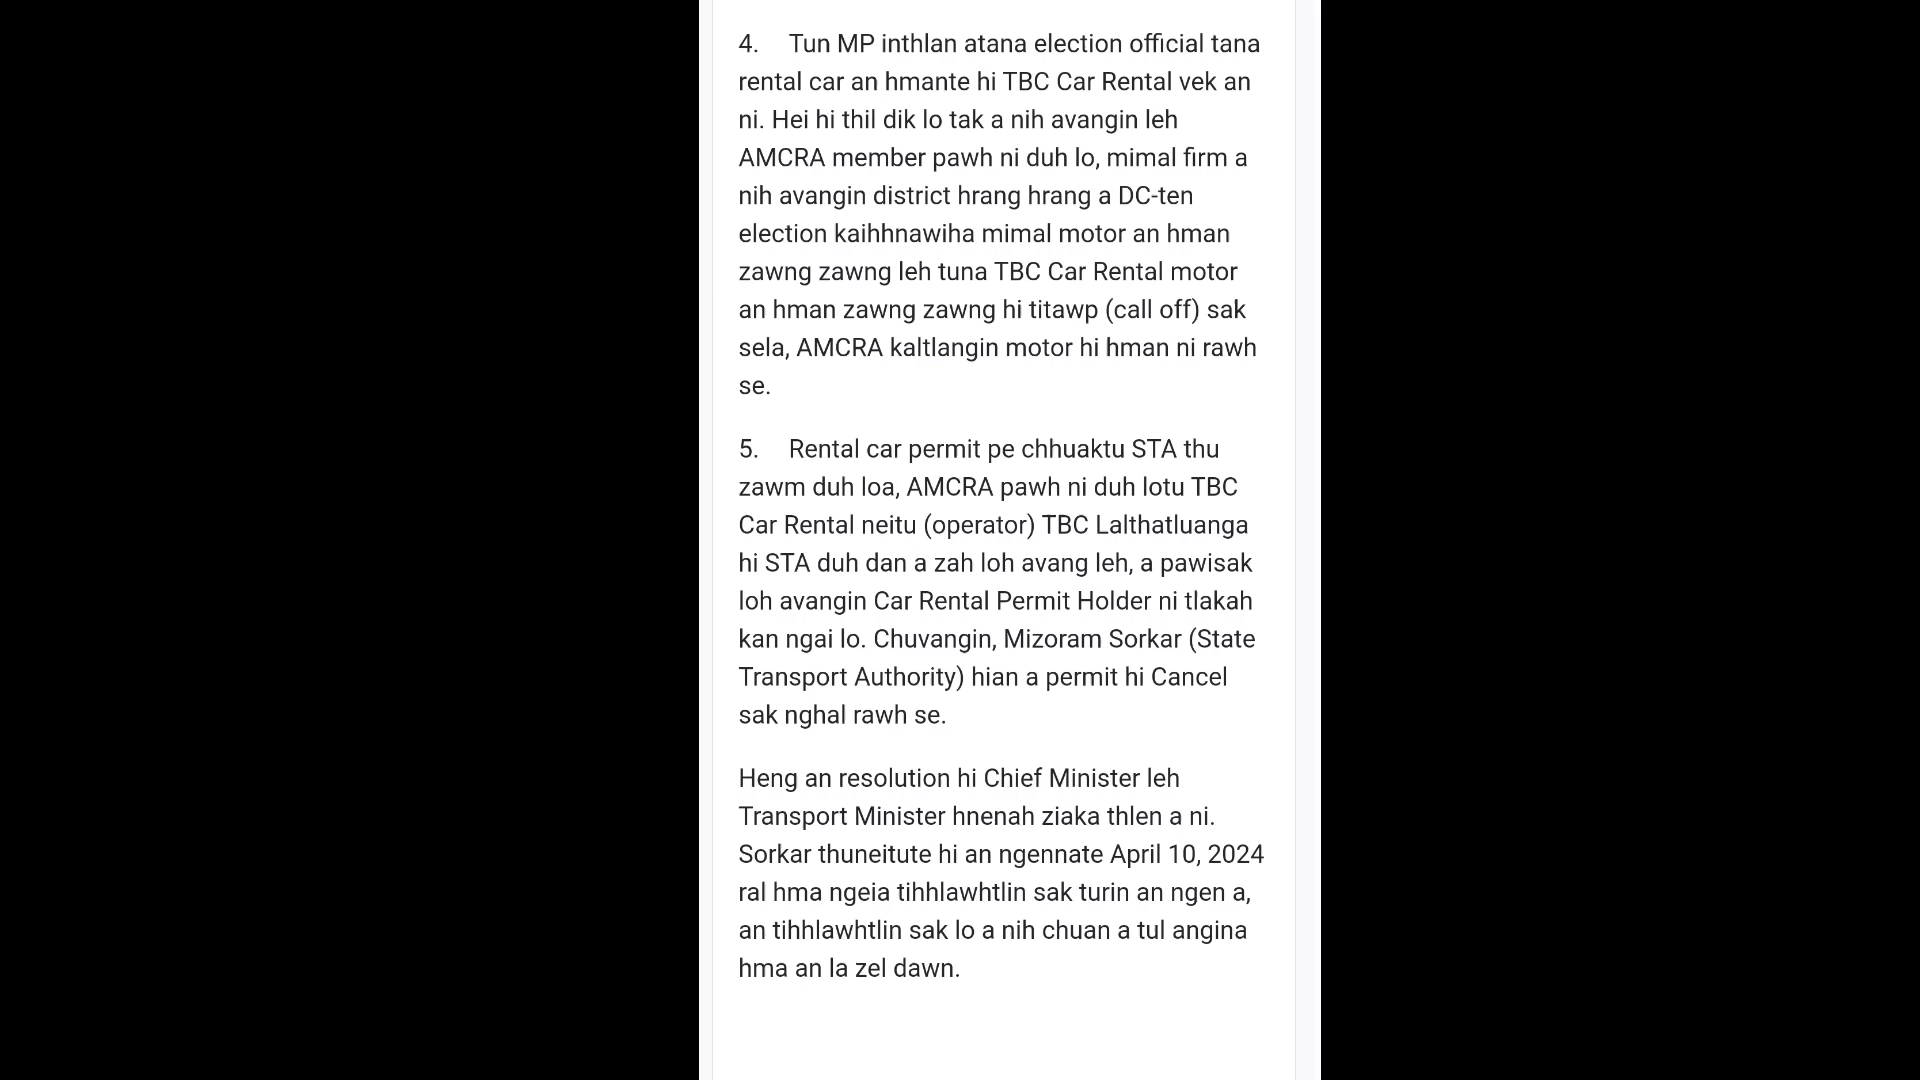 4. Tun MP inthlan atana election official tana
rental car an hmante hi TBC Car Rental vek an
ni. Hei hi thil dik lo tak a nih avangin leh
AMCRA member pawh ni duh lo, mimal firm a
nih avangin district hrang hrang a DC-ten
election kaihhnawiha mimal motor an hman
zawng zawng leh tuna TBC Car Rental motor
an hman zawng zawng hi titawp (call off) sak
sela, AMCRA kaltlangin motor hi hman ni rawh
se.
5. Rental car permit pe chhuaktu STA thu
zawm duh loa, AMCRA pawh ni duh lotu TBC
Car Rental neitu (operator) TBC Lalthatluanga
hi STA duh dan a zah loh avang leh, a pawisak
loh avangin Car Rental Permit Holder ni tlakah
kan ngai lo. Chuvangin, Mizoram Sorkar (State
Transport Authority) hian a permit hi Cancel
sak nghal rawh se.
Heng an resolution hi Chief Minister leh
Transport Minister hnenah ziaka thlen a ni.
Sorkar thuneitute hi an ngennate April 10, 2024
ral hma ngeia tihhlawhtlin sak turin an ngen a,
an tihhlawhtlin sak lo a nih chuan a tul angina
hma an la zel dawn.